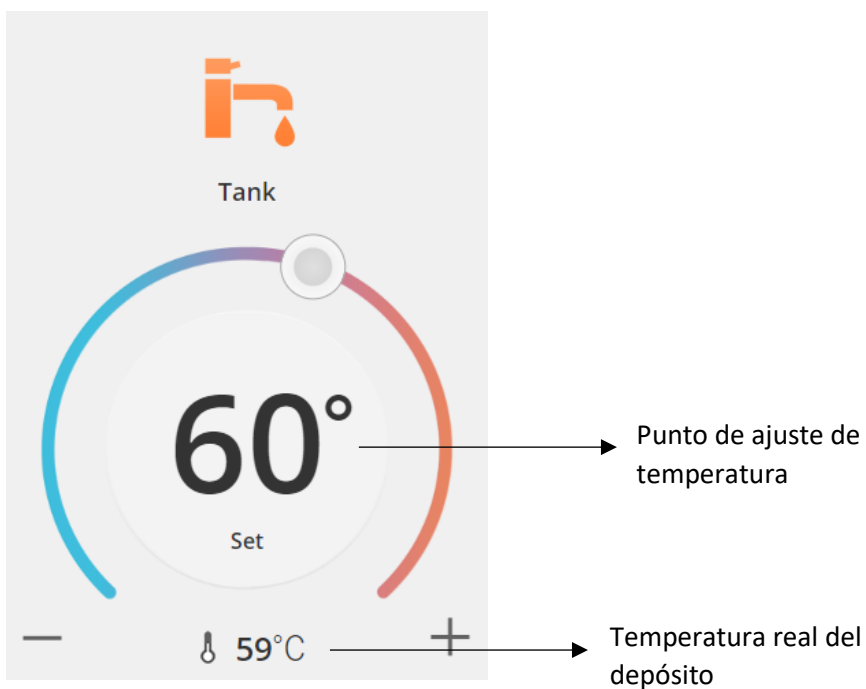 Tank
60°
Set
Punto de ajuste de
temperatura
— 59°C +
Temperatura real del
depósito